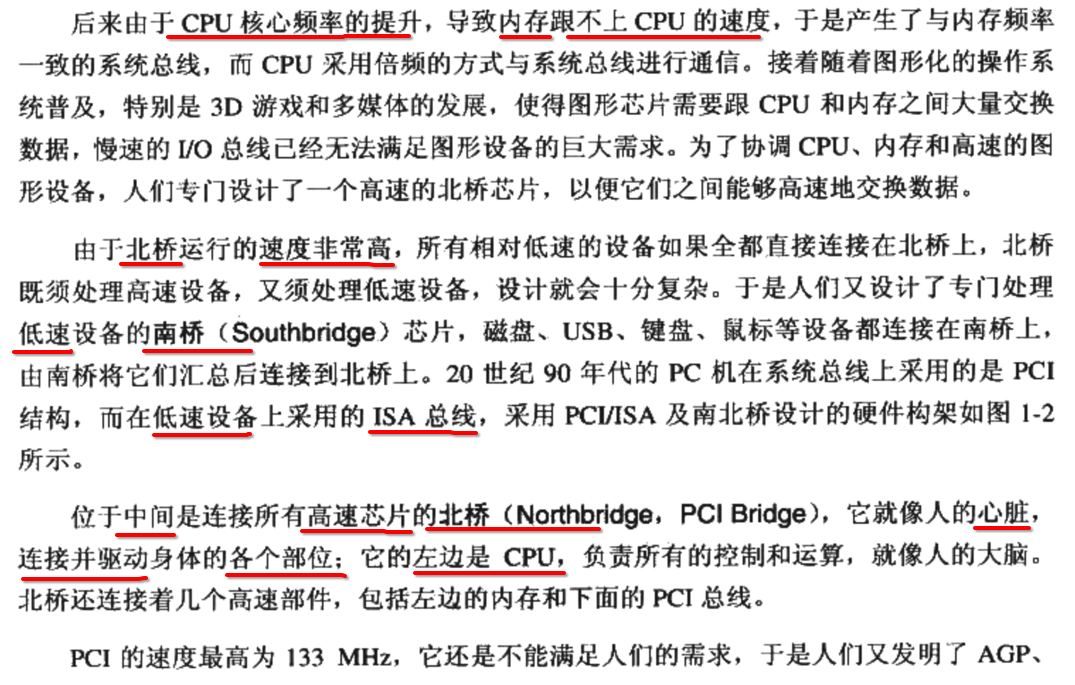 后来由于 CPU 核心频率的提升，导致内存跟不上 CPU 的速度，于是产生了与内存频率
一致的系统总线，而 CPU 采用倍频的方式与系统总线进行通信。接着随着图形化的操作系
统普及，特别是 3D 游戏和多媒体的发展，使得图形芯片需要跟 CPU 和内存之间大量交换
数据，慢速的 I/O 总线已经无法满足图形设备的巨大需求。为了协调 CPU、内存和高速的图
形设备，人们专门设计了一个高速的北桥芯片，以便它们之间能够高速地交换数据。
由于北桥运行的速度非常高，所有相对低速的设备如果全都直接连接在北桥上，北桥
既须处理高速设备，又须处理低速设备，设计就会十分复杂。于是人们又设计了专门处理
低速设备的南桥（Southbridge）芯片，磁盘、USB、键盘、鼠标等设备都连接在南桥上，
由南桥将它们汇总后连接到北桥上。20 世纪 90 年代的 PC 机在系统总线上采用的是 PCI
结构，而在低速设备上采用的 ISA 总线，采用 PCI/ISA 及南北桥设计的硬件构架如图 1-2
所示。
位于中间是连接所有高速芯片的北桥（Northbridge，PCI Bridge），它就像人的心脏，
连接并驱动身体的各个部位；它的左边是 CPU，负责所有的控制和运算，就像人的大脑。
北桥还连接着几个高速部件，包括左边的内存和下面的 PCI 总线。
PCI 的速度最高为 133 MHz，它还是不能满足人们的需求，于是人们又发明了 AGP、